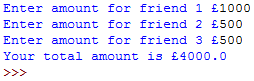 Enter amount for friend 1 £1000
Enter amount for friend 2 £500
Enter amount for friend 3 £500
Your total amount is £4000.0
>>>